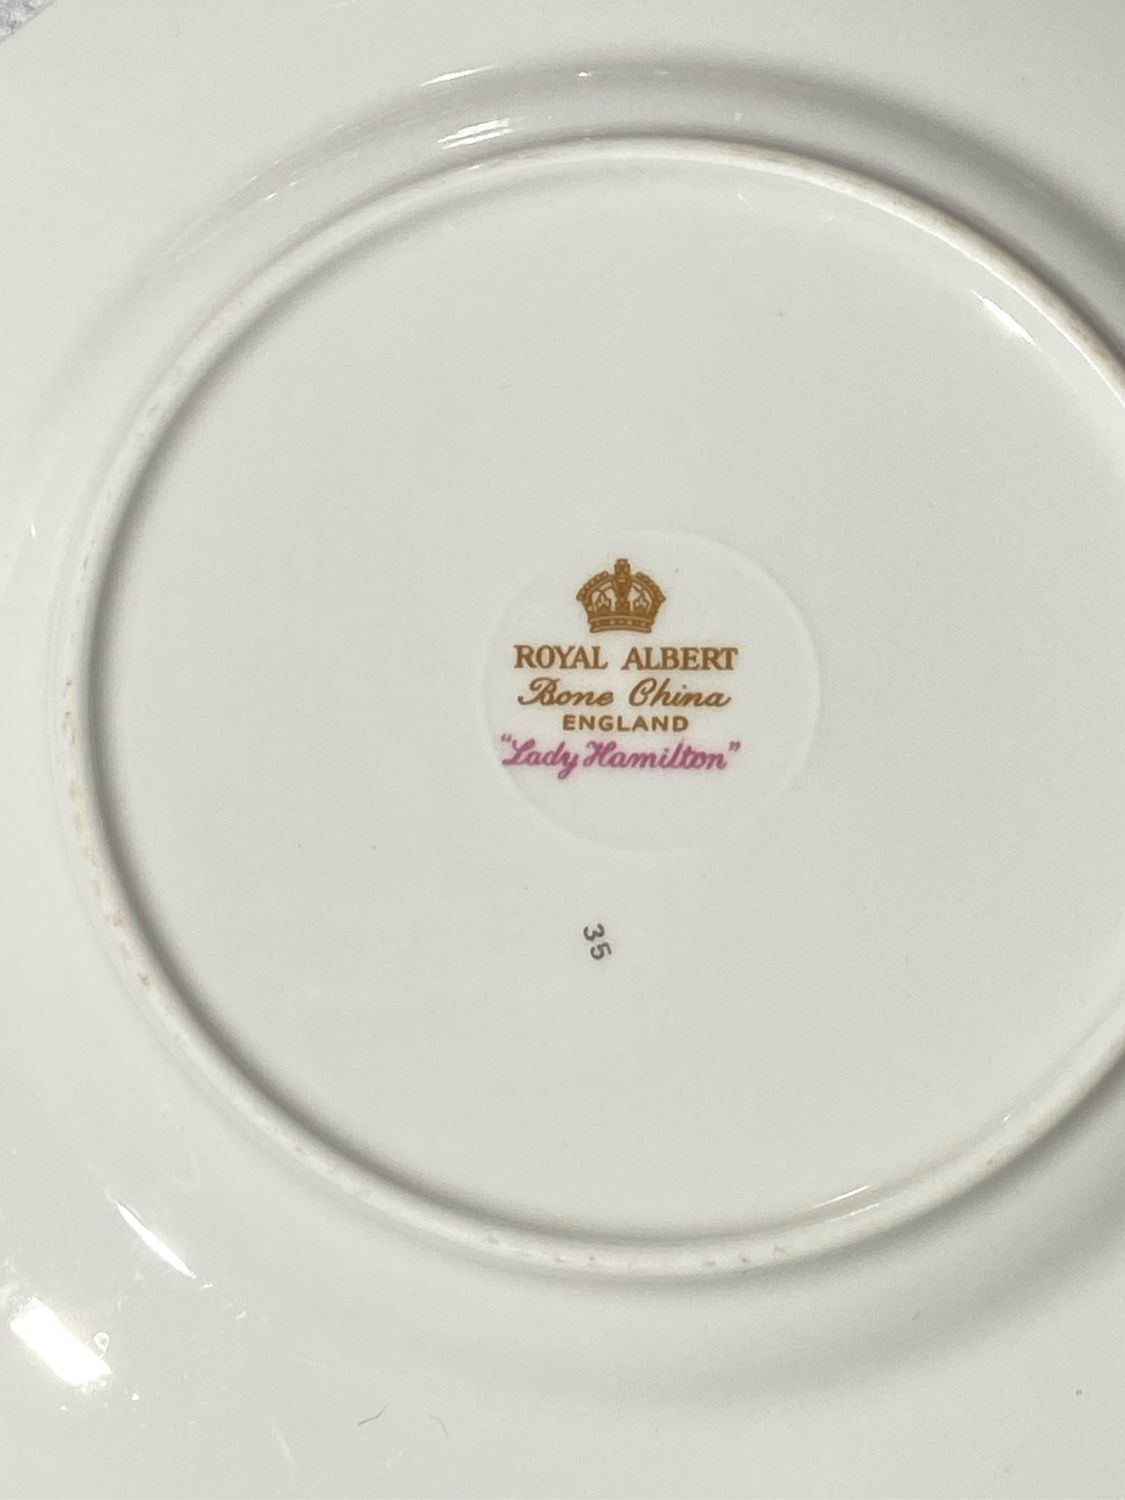 ROYAL ALBERT
Bone China
ENGLAND
"Lady Hamilton"
35